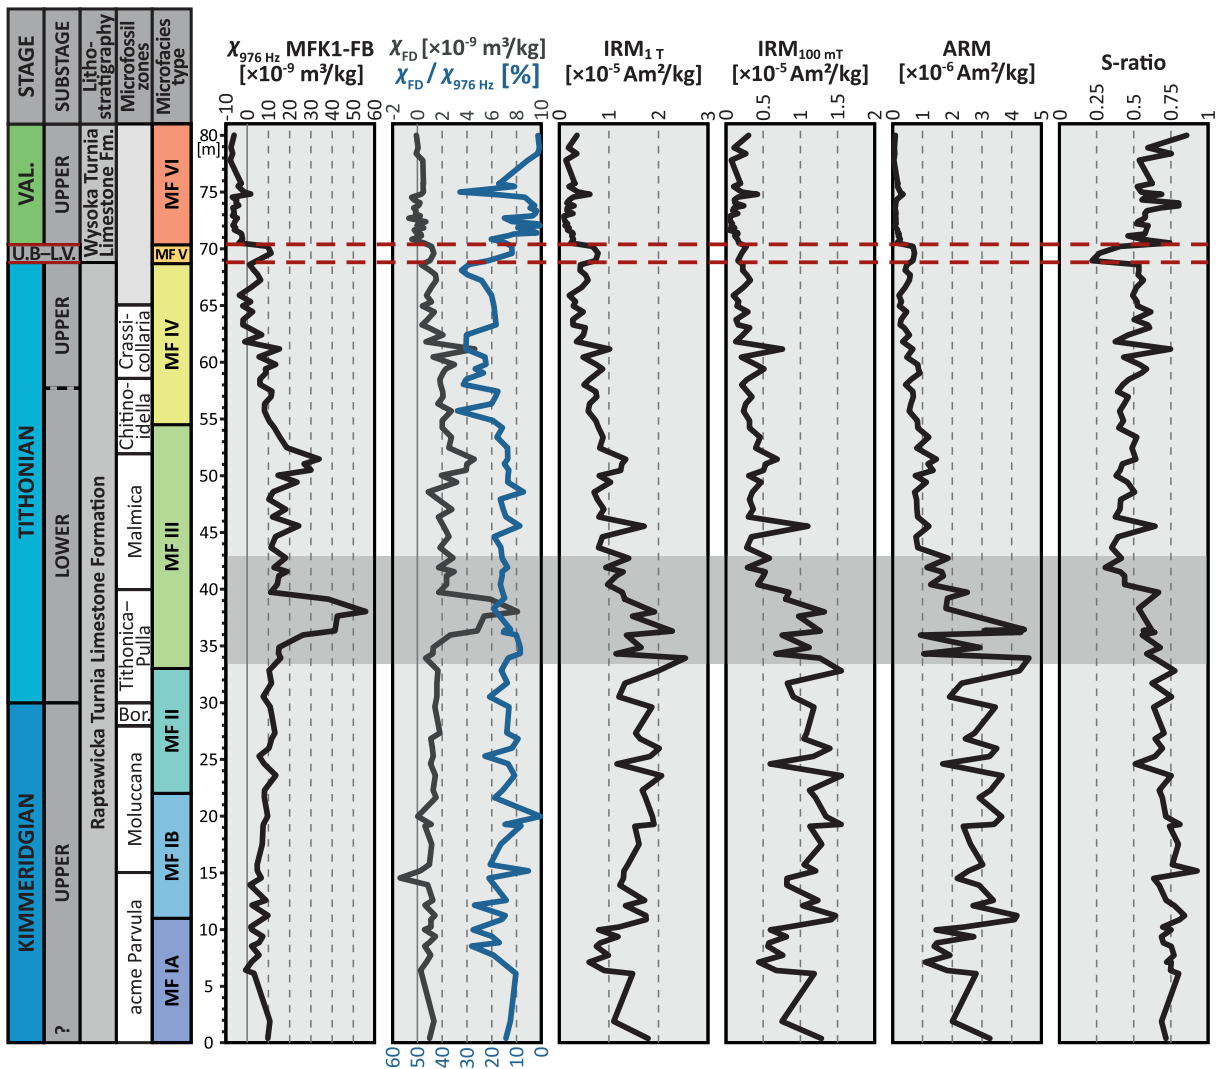 STAGE
SUBSTAGE
Litho-
stratigraphy
Microfossil
zones
Microfacies
type
χ976 Hz MFK1-FB
[×10-9 m³/kg]
χFD [×10-9 m³/kg]
χFD / χ976 Hz [%]
IRM1 T
[×10-5 Am²/kg]
IRM100 mT
[×10-5 Am²/kg]
ARM
[×10-6 Am²/kg]
S-ratio
-10 0 10 20 30 40 50 60
-2 0 2 4 6 8 10
0 1 2 3
0 0.5 1 1.5 2
0 1 2 3 4 5
0 0.25 0.5 0.75 1
80
[m]
75
70
65
60
55
50
45
40
35
30
25
20
15
10
5
0
VAL.
U.B–L.V.
TITHONIAN
KIMMERIDGIAN
UPPER
UPPER
LOWER
UPPER
?
Wysoka Turnia
Limestone Fm.
Raptawicka Turnia Limestone Formation
Crassi-
collaria
Chitino-
idella
Malmica
Tithonica–
Pulla
Bor.
Moluccana
acme Parvula
MF VI
MF V
MF IV
MF III
MF II
MF IB
MF IA
60 50 40 30 20 10 0